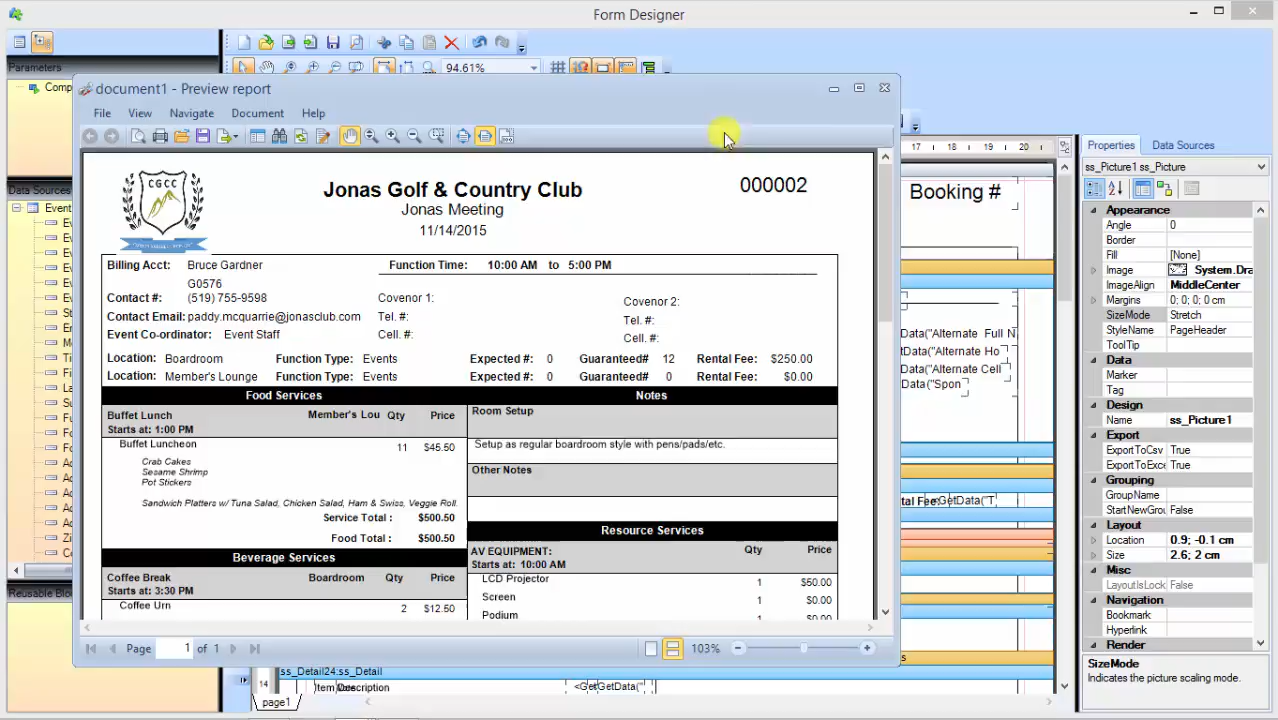 Form Designer
94.61%
Parameters
Comp
Data Sources
Event
document1 - Preview report
File View Navigate Document Help
CGCC
Jonas Golf & Country Club
000002
Jonas Meeting
11/14/2015
Billing Acct: Bruce Gardner Function Time: 10:00 AM to 5:00 PM
G0576
Contact #: (519) 755-9598 Covenor 1: Covenor 2:
Contact Email: paddy.mcquarrie@jonasclub.com Tel. #: Tel. #:
Event Co-ordinator: Event Staff Cell. #: Cell. #:
Location: Boardroom Function Type: Events Expected #: 0 Guaranteed# 12 Rental Fee: $250.00
Location: Member's Lounge Function Type: Events Expected #: 0 Guaranteed# 0 Rental Fee: $0.00
Food Services Notes
Buffet Lunch Member's Lou Qty Price
Starts at: 1:00 PM
Room Setup
Buffet Luncheon 11 $45.50
Setup as regular boardroom style with pens/pads/etc.
Crab Cakes
Sesame Shrimp
Pot Stickers
Other Notes
Sandwich Platters w/ Tuna Salad, Chicken Salad, Ham & Swiss, Veggie Roll.
Service Total : $500.50
Food Total : $500.50
Resource Services
Beverage Services
AV EQUIPMENT: Qty Price
Starts at: 10:00 AM
Coffee Break Boardroom Qty Price
Starts at: 3:30 PM
LCD Projector 1 $50.00
Screen 1 $0.00
Podium 1 $0.00
Coffee Urn 2 $12.50
Page 1 of 1 103%
17 18 19 20
Booking #
Data("Alternate Full N
tData("Alternate Ho
Data("Alternate Cell
Data("Spon
tal Fee:
GetData("T
ss_Detail24:ss_Detail
14
Description
GetData("
page1
Reusable Blo
Properties Data Sources
ss_Picture1 ss_Picture
Appearance
Angle 0
Border
Fill [None]
Image System.Dra
ImageAlign MiddleCenter
Margins 0; 0; 0; 0 cm
SizeMode Stretch
StyleName PageHeader
ToolTip
Data
Marker
Tag
Design
Name ss_Picture1
Export
ExportToCsv True
ExportToExce True
Grouping
GroupName
StartNewGrou False
Layout
Location 0.9; -0.1 cm
Size 2.6; 2 cm
Misc
LayoutIsLock False
Navigation
Bookmark
Hyperlink
Render
SizeMode
Indicates the picture scaling mode.